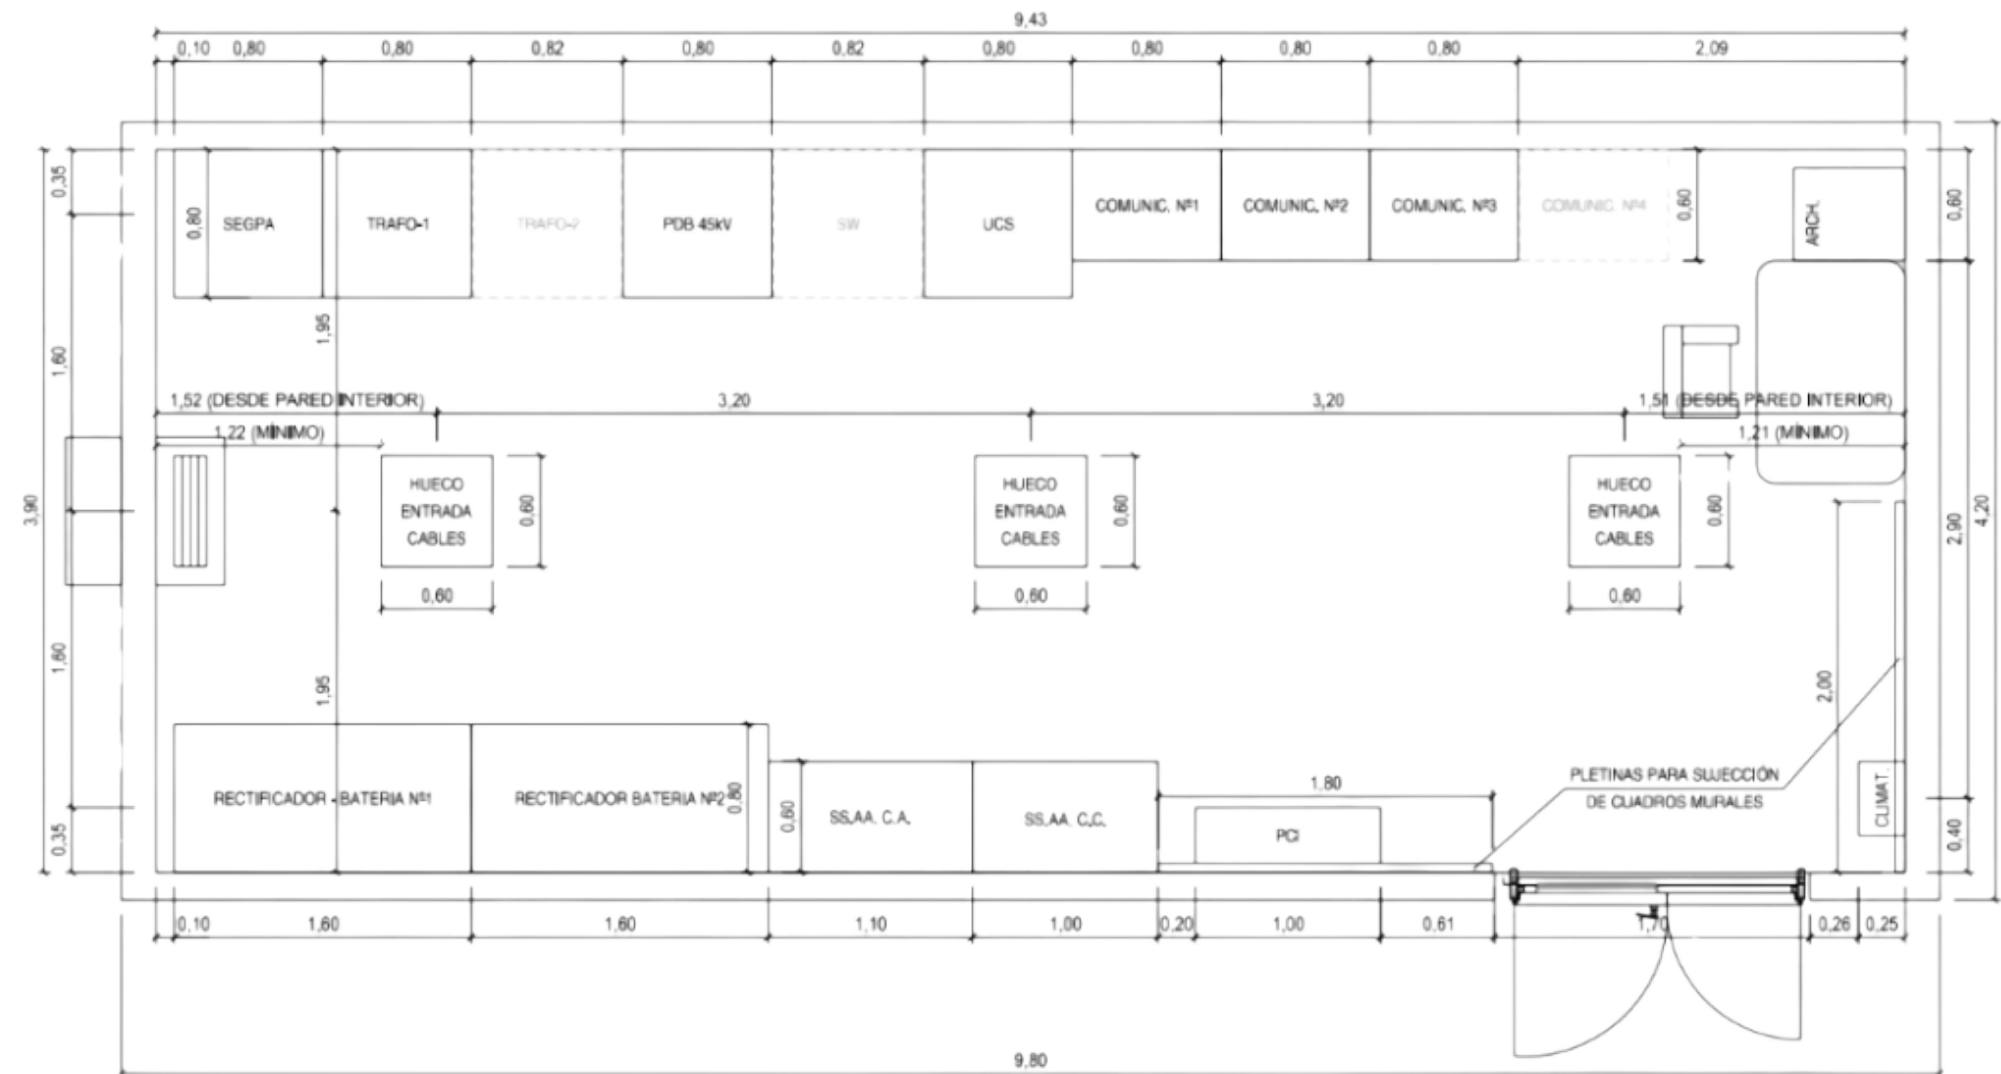 9,43
0,10 0,80 0,80 0,82 0,80 0,82 0,80 0,80 0,80 0,80 2,09
0,35
0,80
SEGPA
TRAFO-1
TRAFO-2
PDB 45kV
SW
UCS
COMUNIC. Nº1
COMUNIC. Nº2
COMUNIC. Nº3
COMUNIC. Nº4
0,60
ARCH.
0,60
1,95
1,60
1,52 (DESDE PARED INTERIOR)
3,20
3,20
1,51 (DESDE PARED INTERIOR)
1,22 (MÍNIMO)
1,21 (MÍNIMO)
3,90
HUECO
ENTRADA
CABLES
0,60
0,60
HUECO
ENTRADA
CABLES
0,60
0,60
HUECO
ENTRADA
CABLES
0,60
0,60
2,90
4,20
1,60
1,95
2,00
RECTIFICADOR - BATERIA Nº1
RECTIFICADOR BATERIA Nº2
0,80
0,60
SS.AA. C.A.
SS.AA. C.C.
1,80
PCI
PLETINAS PARA SUJECCIÓN
DE CUADROS MURALES
CLIMAT.
0,35
0,40
0,10 1,60 1,60 1,10 1,00 0,20 1,00 0,61 1,70 0,26 0,25
9,80